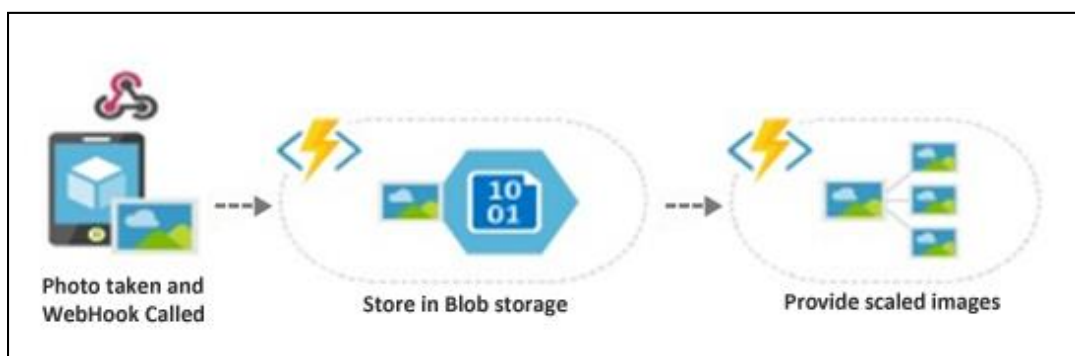 10
01
Photo taken and
WebHook Called
Store in Blob storage
Provide scaled images